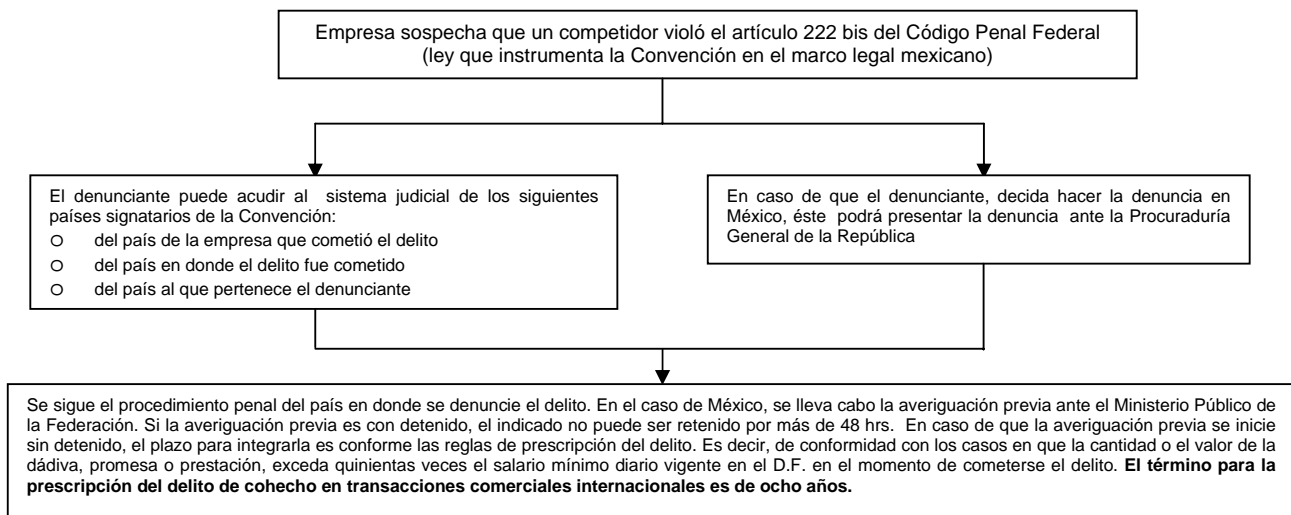 Empresa sospecha que un competidor violó el artículo 222 bis del Código Penal Federal
(ley que instrumenta la Convención en el marco legal mexicano)
El denunciante puede acudir al sistema judicial de los siguientes
países signatarios de la Convención:
O del país de la empresa que cometió el delito
O del país en donde el delito fue cometido
O del país al que pertenece el denunciante
En caso de que el denunciante, decida hacer la denuncia en
México, éste podrá presentar la denuncia ante la Procuraduría
General de la República
Se sigue el procedimiento penal del país en donde se denuncie el delito. En el caso de México, se lleva cabo la averiguación previa ante el Ministerio Público de
la Federación. Si la averiguación previa es con detenido, el indicado no puede ser retenido por más de 48 hrs. En caso de que la averiguación previa se inicie
sin detenido, el plazo para integrarla es conforme las reglas de prescripción del delito. Es decir, de conformidad con los casos en que la cantidad o el valor de la
dádiva, promesa o prestación, exceda quinientas veces el salario mínimo diario vigente en el D.F. en el momento de cometerse el delito. El término para la
prescripción del delito de cohecho en transacciones comerciales internacionales es de ocho años.